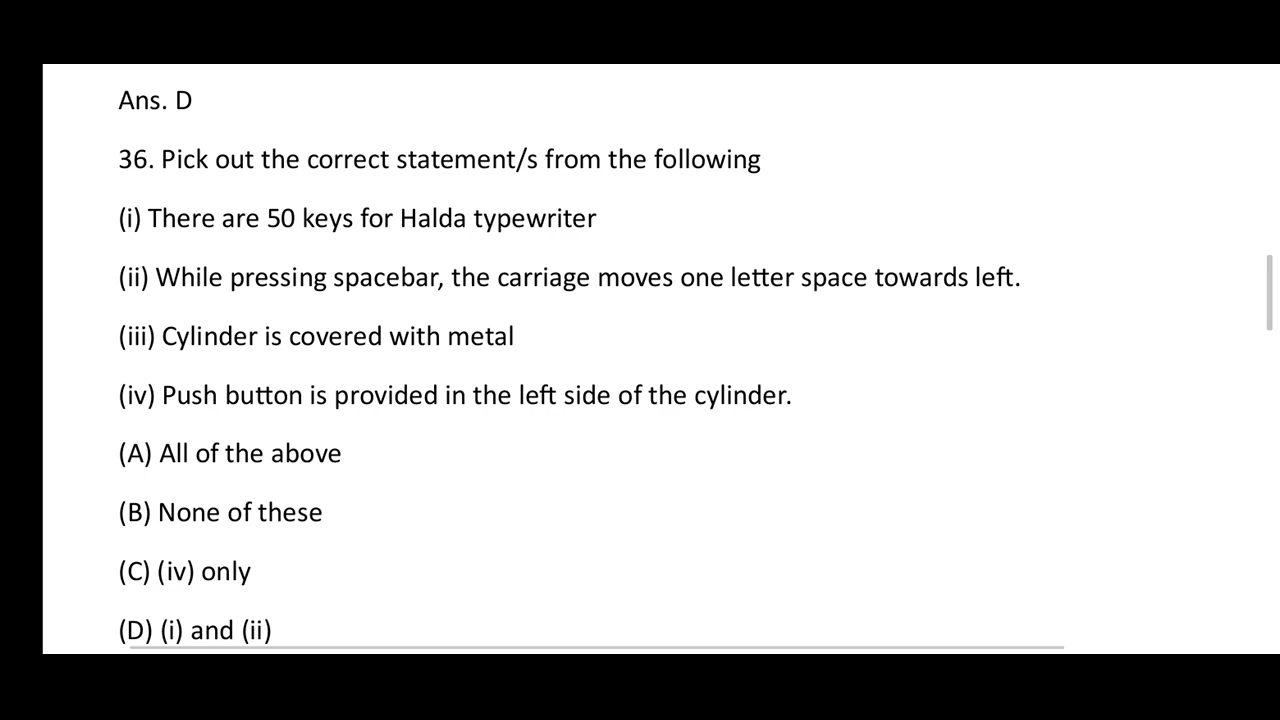 Ans. D
36. Pick out the correct statement/s from the following
(i) There are 50 keys for Halda typewriter
(ii) While pressing spacebar, the carriage moves one letter space towards left.
(iii) Cylinder is covered with metal
(iv) Push button is provided in the left side of the cylinder.
(A) All of the above
(B) None of these
(C) (iv) only
(D) (i) and (ii)